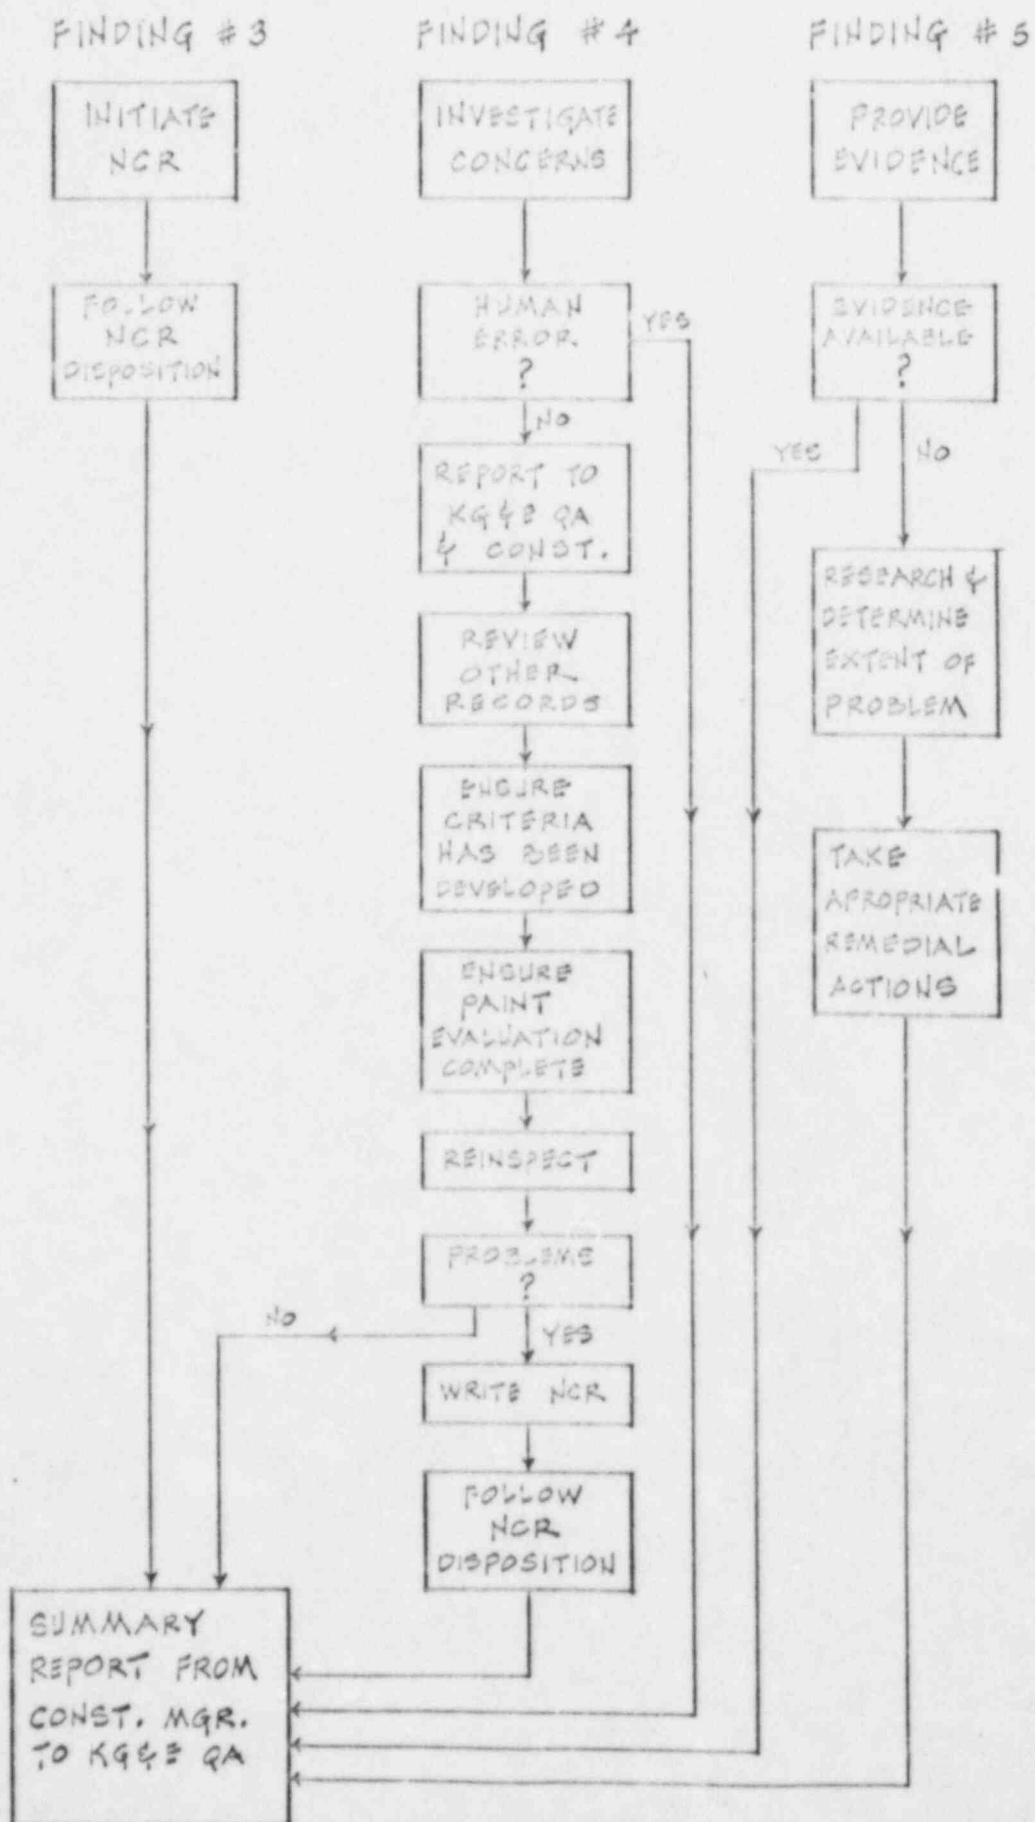 FINDING #3
INITIATE
NCR
FOLLOW
NCR
DISPOSITION
FINDING #4
INVESTIGATE
CONCERNS
HUMAN
ERROR
?
YES
NO
REPORT TO
KG&E QA
& CONST.
REVIEW
OTHER
RECORDS
ENSURE
CRITERIA
HAS BEEN
DEVELOPED
ENSURE
PAINT
EVALUATION
COMPLETE
REINSPECT
PROBLEMS
?
NO
YES
WRITE NCR
FOLLOW
NCR
DISPOSITION
FINDING #5
PROVIDE
EVIDENCE
EVIDENCE
AVAILABLE
?
YES
NO
RESEARCH &
DETERMINE
EXTENT OF
PROBLEM
TAKE
APROPRIATE
REMEDIAL
ACTIONS
SUMMARY
REPORT FROM
CONST. MGR.
TO KG&E QA